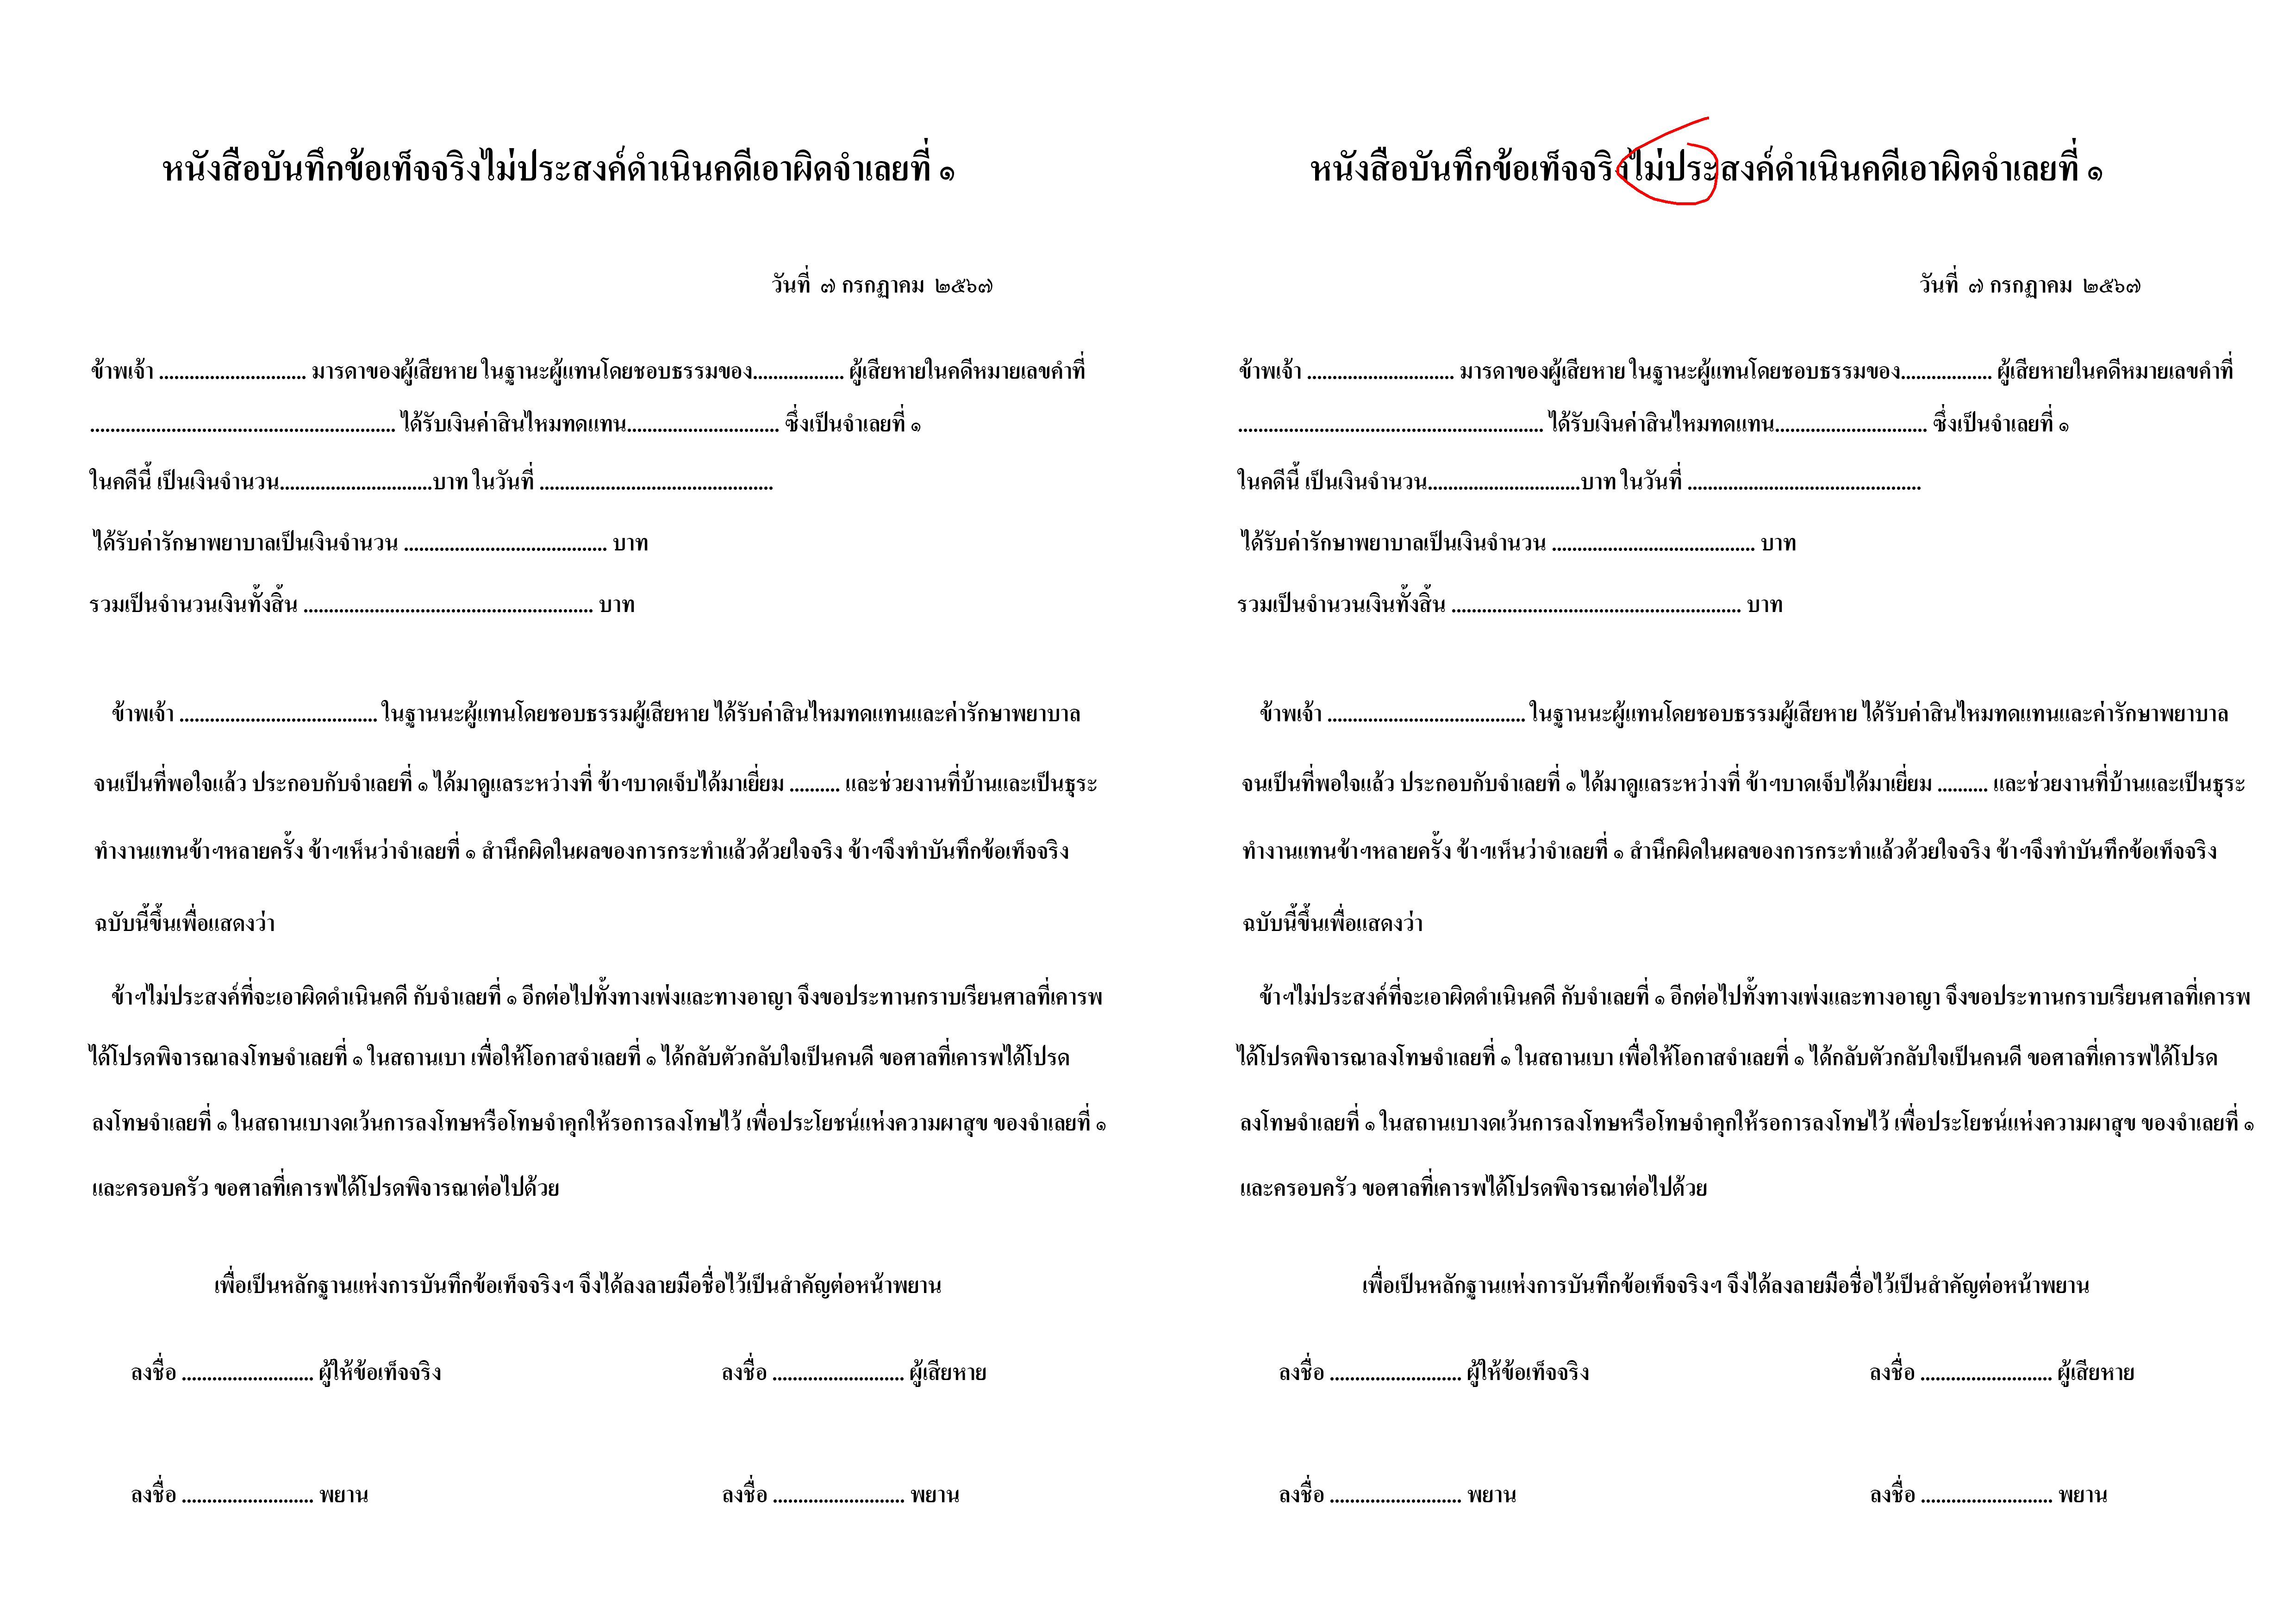 หนังสือบันทึกข้อเท็จจริงไม่ประสงค์ดำเนินคดีเอาผิดจำเลยที่ ๑
วันที่ ๗ กรกฎาคม ๒๕๖๗
ข้าพเจ้า ............................. มารดาของผู้เสียหาย ในฐานะผู้แทนโดยชอบธรรมของ.................. ผู้เสียหายในคดีหมายเลขคำที่
............................................................ ได้รับเงินค่าสินไหมทดแทน.............................. ซึ่งเป็นจำเลยที่ ๑
ในคดีนี้ เป็นเงินจำนวน..............................บาท ในวันที่ ..............................................
ได้รับค่ารักษาพยาบาลเป็นเงินจำนวน ........................................ บาท
รวมเป็นจำนวนเงินทั้งสิ้น ......................................................... บาท
ข้าพเจ้า ....................................... ในฐานนะผู้แทนโดยชอบธรรมผู้เสียหาย ได้รับค่าสินไหมทดแทนและค่ารักษาพยาบาล
จนเป็นที่พอใจแล้ว ประกอบกับจำเลยที่ ๑ ได้มาดูแลระหว่างที่ ข้าฯบาดเจ็บได้มาเยี่ยม .......... และช่วยงานที่บ้านและเป็นธุระ
ทำงานแทนข้าฯหลายครั้ง ข้าฯเห็นว่าจำเลยที่ ๑ สำนึกผิดในผลของการกระทำแล้วด้วยใจจริง ข้าฯจึงทำบันทึกข้อเท็จจริง
ฉบับนี้ขึ้นเพื่อแสดงว่า
ข้าฯไม่ประสงค์ที่จะเอาผิดดำเนินคดี กับจำเลยที่ ๑ อีกต่อไปทั้งทางเพ่งและทางอาญา จึงขอประทานกราบเรียนศาลที่เคารพ
ได้โปรดพิจารณาลงโทษจำเลยที่ ๑ ในสถานเบา เพื่อให้โอกาสจำเลยที่ ๑ ได้กลับตัวกลับใจเป็นคนดี ขอศาลที่เคารพได้โปรด
ลงโทษจำเลยที่ ๑ ในสถานเบางดเว้นการลงโทษหรือโทษจำคุกให้รอการลงโทษไว้ เพื่อประโยชน์แห่งความผาสุข ของจำเลยที่ ๑
และครอบครัว ขอศาลที่เคารพได้โปรดพิจารณาต่อไปด้วย
เพื่อเป็นหลักฐานแห่งการบันทึกข้อเท็จจริงฯ จึงได้ลงลายมือชื่อไว้เป็นสำคัญต่อหน้าพยาน
ลงชื่อ .......................... ผู้ให้ข้อเท็จจริง ลงชื่อ .......................... ผู้เสียหาย
ลงชื่อ .......................... พยาน ลงชื่อ .......................... พยาน
หนังสือบันทึกข้อเท็จจริงไม่ประสงค์ดำเนินคดีเอาผิดจำเลยที่ ๑
วันที่ ๗ กรกฎาคม ๒๕๖๗
ข้าพเจ้า ............................. มารดาของผู้เสียหาย ในฐานะผู้แทนโดยชอบธรรมของ.................. ผู้เสียหายในคดีหมายเลขคำที่
............................................................ ได้รับเงินค่าสินไหมทดแทน.............................. ซึ่งเป็นจำเลยที่ ๑
ในคดีนี้ เป็นเงินจำนวน..............................บาท ในวันที่ ..............................................
ได้รับค่ารักษาพยาบาลเป็นเงินจำนวน ........................................ บาท
รวมเป็นจำนวนเงินทั้งสิ้น ......................................................... บาท
ข้าพเจ้า ....................................... ในฐานนะผู้แทนโดยชอบธรรมผู้เสียหาย ได้รับค่าสินไหมทดแทนและค่ารักษาพยาบาล
จนเป็นที่พอใจแล้ว ประกอบกับจำเลยที่ ๑ ได้มาดูแลระหว่างที่ ข้าฯบาดเจ็บได้มาเยี่ยม .......... และช่วยงานที่บ้านและเป็นธุระ
ทำงานแทนข้าฯหลายครั้ง ข้าฯเห็นว่าจำเลยที่ ๑ สำนึกผิดในผลของการกระทำแล้วด้วยใจจริง ข้าฯจึงทำบันทึกข้อเท็จจริง
ฉบับนี้ขึ้นเพื่อแสดงว่า
ข้าฯไม่ประสงค์ที่จะเอาผิดดำเนินคดี กับจำเลยที่ ๑ อีกต่อไปทั้งทางเพ่งและทางอาญา จึงขอประทานกราบเรียนศาลที่เคารพ
ได้โปรดพิจารณาลงโทษจำเลยที่ ๑ ในสถานเบา เพื่อให้โอกาสจำเลยที่ ๑ ได้กลับตัวกลับใจเป็นคนดี ขอศาลที่เคารพได้โปรด
ลงโทษจำเลยที่ ๑ ในสถานเบางดเว้นการลงโทษหรือโทษจำคุกให้รอการลงโทษไว้ เพื่อประโยชน์แห่งความผาสุข ของจำเลยที่ ๑
และครอบครัว ขอศาลที่เคารพได้โปรดพิจารณาต่อไปด้วย
เพื่อเป็นหลักฐานแห่งการบันทึกข้อเท็จจริงฯ จึงได้ลงลายมือชื่อไว้เป็นสำคัญต่อหน้าพยาน
ลงชื่อ .......................... ผู้ให้ข้อเท็จจริง ลงชื่อ .......................... ผู้เสียหาย
ลงชื่อ .......................... พยาน ลงชื่อ .......................... พยาน